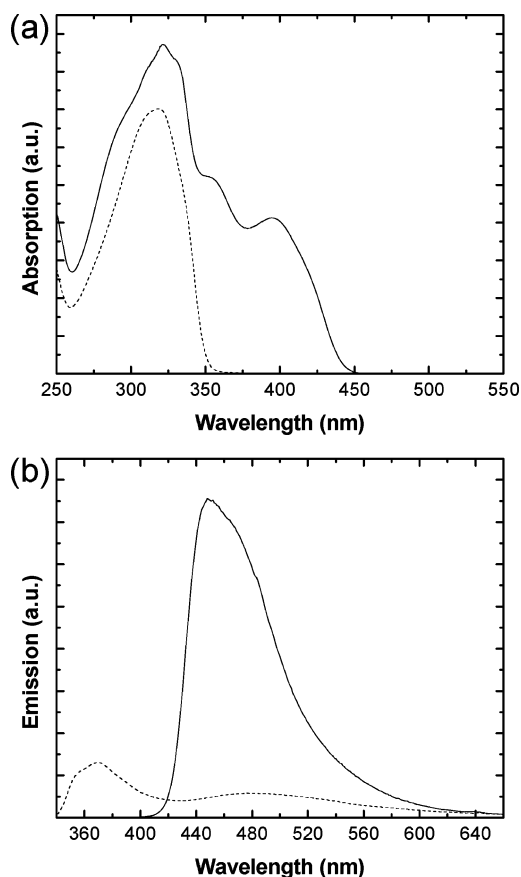 (a)
Absorption (a.u.)
250 300 350 400 450 500 550
Wavelength (nm)
(b)
Emission (a.u.)
360 400 440 480 520 560 600 640
Wavelength (nm)